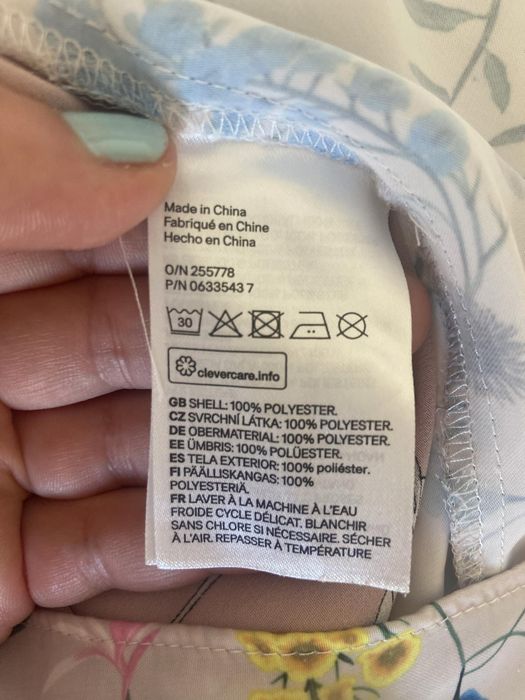 Made in China
Fabriqué en Chine
Hecho en China
O/N 255778
P/N 0633543 7
30
clevercare.info
GB SHELL: 100% POLYESTER.
CZ SVRCHNÍ LÁTKA: 100% POLYESTER.
DE OBERMATERIAL: 100% POLYESTER.
EE ÜMBRIS: 100% POLÜESTER.
ES TELA EXTERIOR: 100% poliéster.
FI PÄÄLLISKANGAS: 100%
POLYESTERIÄ.
FR LAVER À LA MACHINE À L'EAU
FROIDE CYCLE DÉLICAT. BLANCHIR
SANS CHLORE SI NÉCESSAIRE. SÉCHER
À L'AIR. REPASSER À TEMPÉRATURE